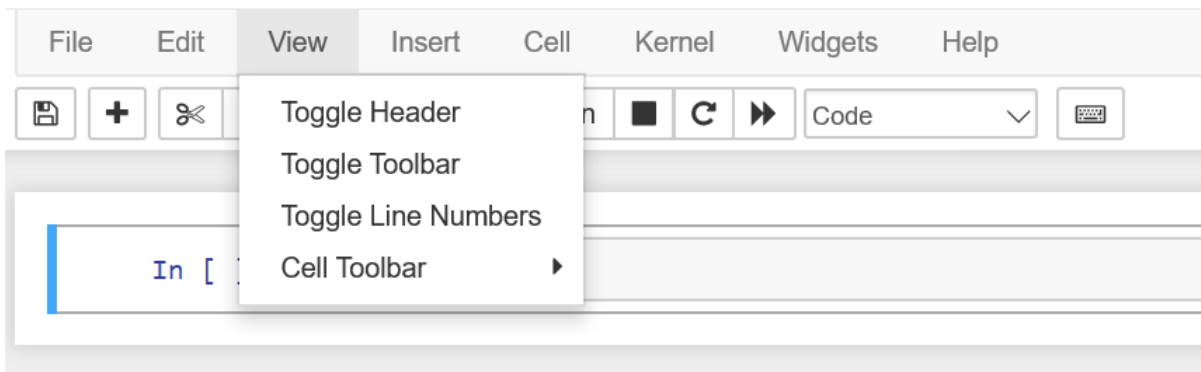 File Edit View Insert Cell Kernel Widgets Help
Toggle Header
n Code
Toggle Toolbar
Toggle Line Numbers
In [
Cell Toolbar